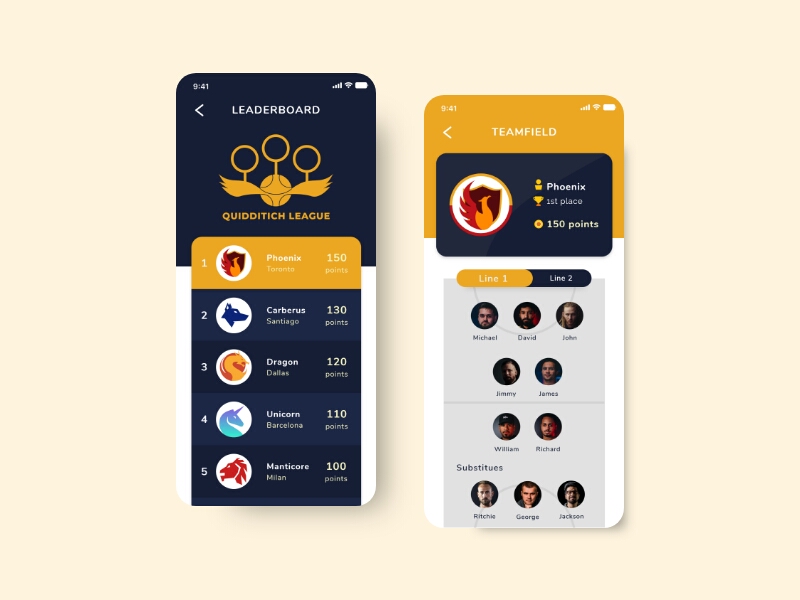 9:41
LEADERBOARD
QUIDDITICH LEAGUE
1 Phoenix 150
Toronto points
2 Carberus 130
Santiago points
3 Dragon 120
Dallas points
4 Unicorn 110
Barcelona points
5 Manticore 100
Milan points
9:41
TEAMFIELD
Phoenix
1st place
150 points
Line 1 Line 2
Michael David John
Jimmy James
William Richard
Substitues
Ritchie George Jackson